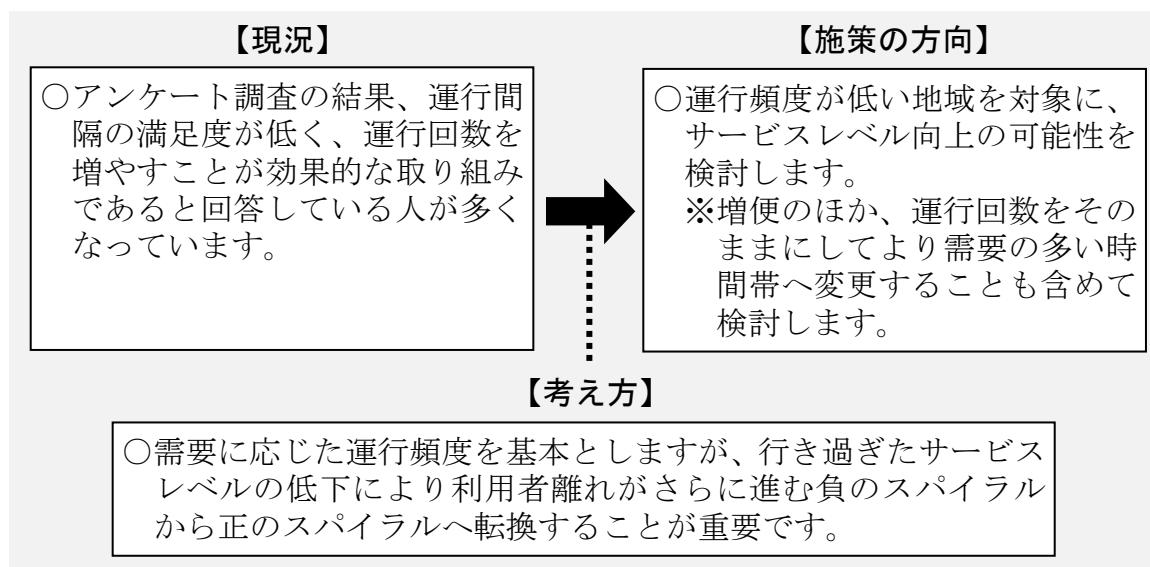 【現況】
○アンケート調査の結果、運行間
隔の満足度が低く、運行回数を
増やすことが効果的な取り組み
であると回答している人が多く
なっています。
【施策の方向】
○運行頻度が低い地域を対象に、
サービスレベル向上の可能性を
検討します。
※増便のほか、運行回数をその
ままにしてより需要の多い時
間帯へ変更することも含めて
検討します。
【考え方】
○需要に応じた運行頻度を基本としますが、行き過ぎたサービス
レベルの低下により利用者離れがさらに進む負のスパイラル
から正のスパイラルへ転換することが重要です。